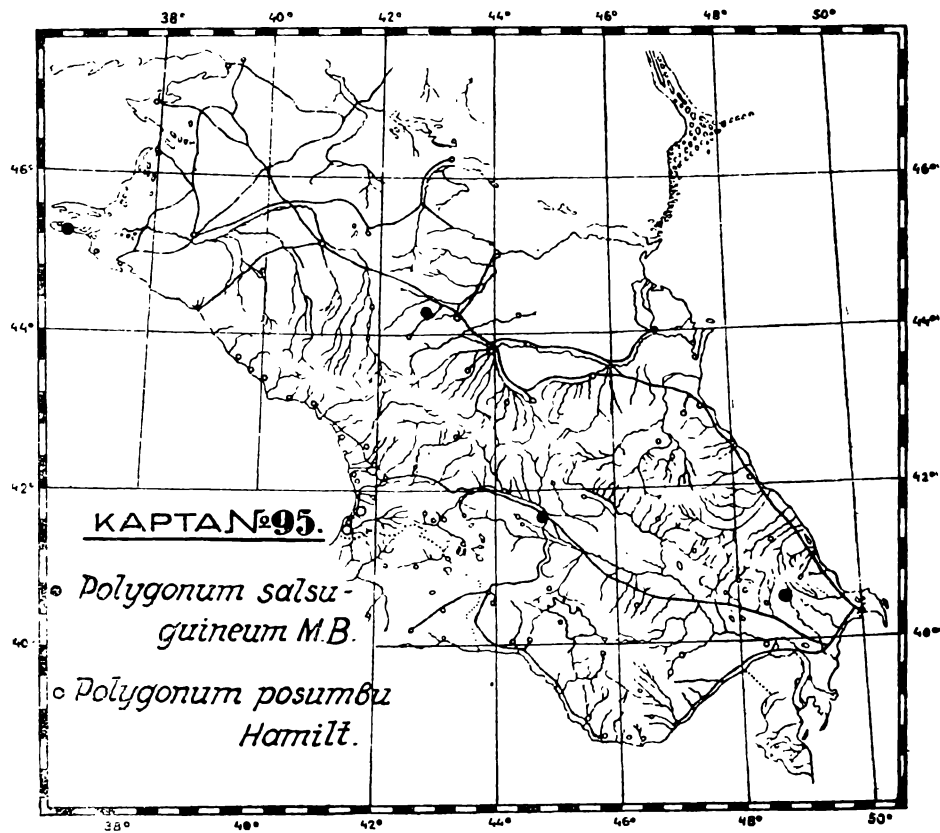 38° 40° 42° 44° 46° 48° 50°
46° 46°
44° 44°
42° 42°
КАРТА №95.
Polygonum salsu-
guineum M.B.
40° 40°
Polygonum posumbu
Hamilt.
38° 40° 42° 44° 46° 48° 50°